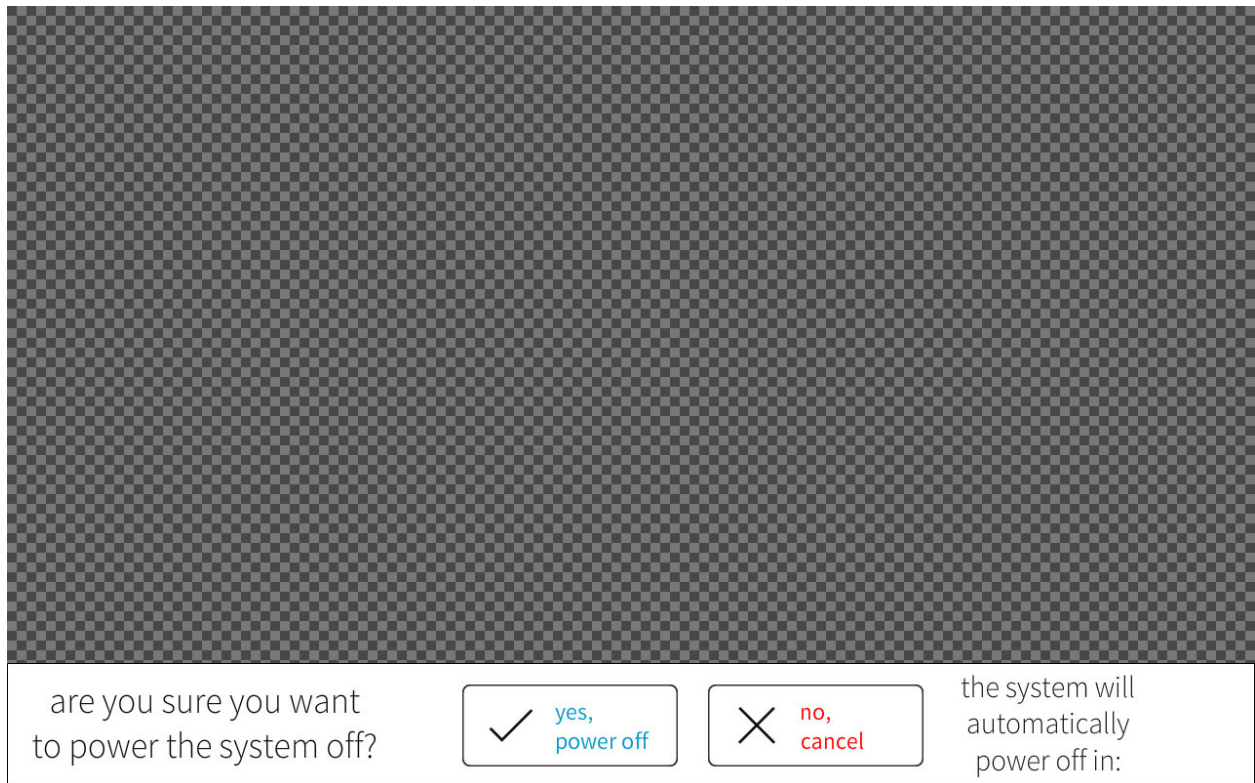 are you sure you want
to power the system off?
yes,
power off
no,
cancel
the system will
automatically
power off in: